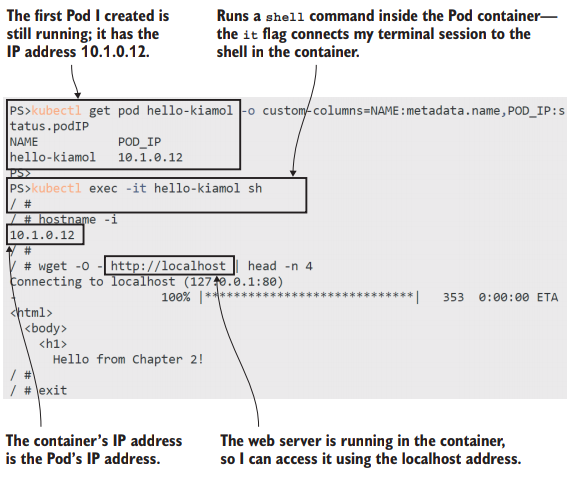 The first Pod I created is
still running; it has the
IP address 10.1.0.12.
Runs a shell command inside the Pod container—
the it flag connects my terminal session to the
shell in the container.
PS>kubectl get pod hello-kiamol -o custom-columns=NAME:metadata.name,POD_IP:s
tatus.podIP
NAME POD_IP
hello-kiamol 10.1.0.12
PS>
PS>kubectl exec -it hello-kiamol sh
/ #
/ # hostname -i
10.1.0.12
/ #
/ # wget -O - http://localhost | head -n 4
Connecting to localhost (127.0.0.1:80)
- 100% |*****************************| 353 0:00:00 ETA
<html>
<body>
<h1>
Hello from Chapter 2!
/ #
/ # exit
The container’s IP address
is the Pod’s IP address.
The web server is running in the container,
so I can access it using the localhost address.